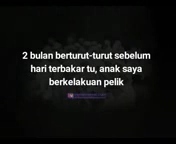 2 bulan berturut-turut sebelum
hari terbakar tu, anak saya
berkelakuan pelik